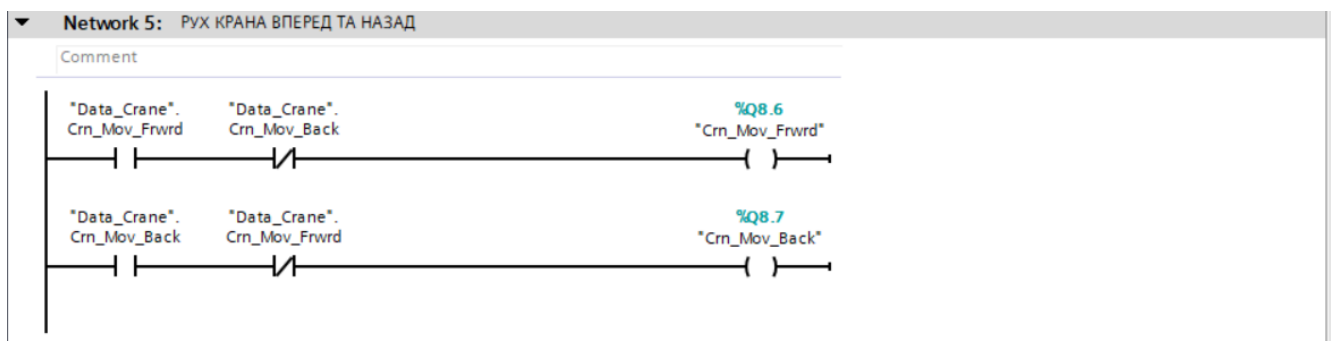 Network 5: РУХ КРАНА ВПЕРЕД ТА НАЗАД
Comment
"Data_Crane".
Crn_Mov_Frwrd
"Data_Crane".
Crn_Mov_Back
%Q8.6
"Crn_Mov_Frwrd"
"Data_Crane".
Crn_Mov_Back
"Data_Crane".
Crn_Mov_Frwrd
%Q8.7
"Crn_Mov_Back"